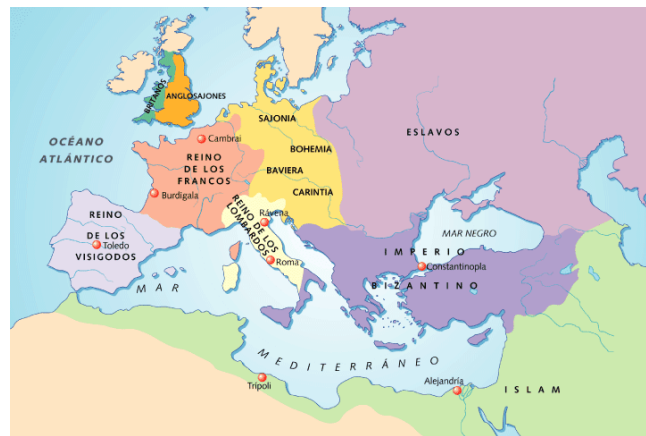 BRITANOS
ANGLOSAJONES
SAJONIA
ESLAVOS
OCÉANO
ATLÁNTICO
Cambrai
BOHEMIA
REINO
DE LOS
FRANCOS
BAVIERA
CARINTIA
Burdigala
REINO DE LOS
LOMBARDOS
Rávena
REINO
DE LOS
VISIGODOS
Toledo
MAR NEGRO
IMPERIO
BIZANTINO
Constantinopla
Roma
MAR
MEDITERRÁNEO
Trípoli
Alejandría
ISLAM